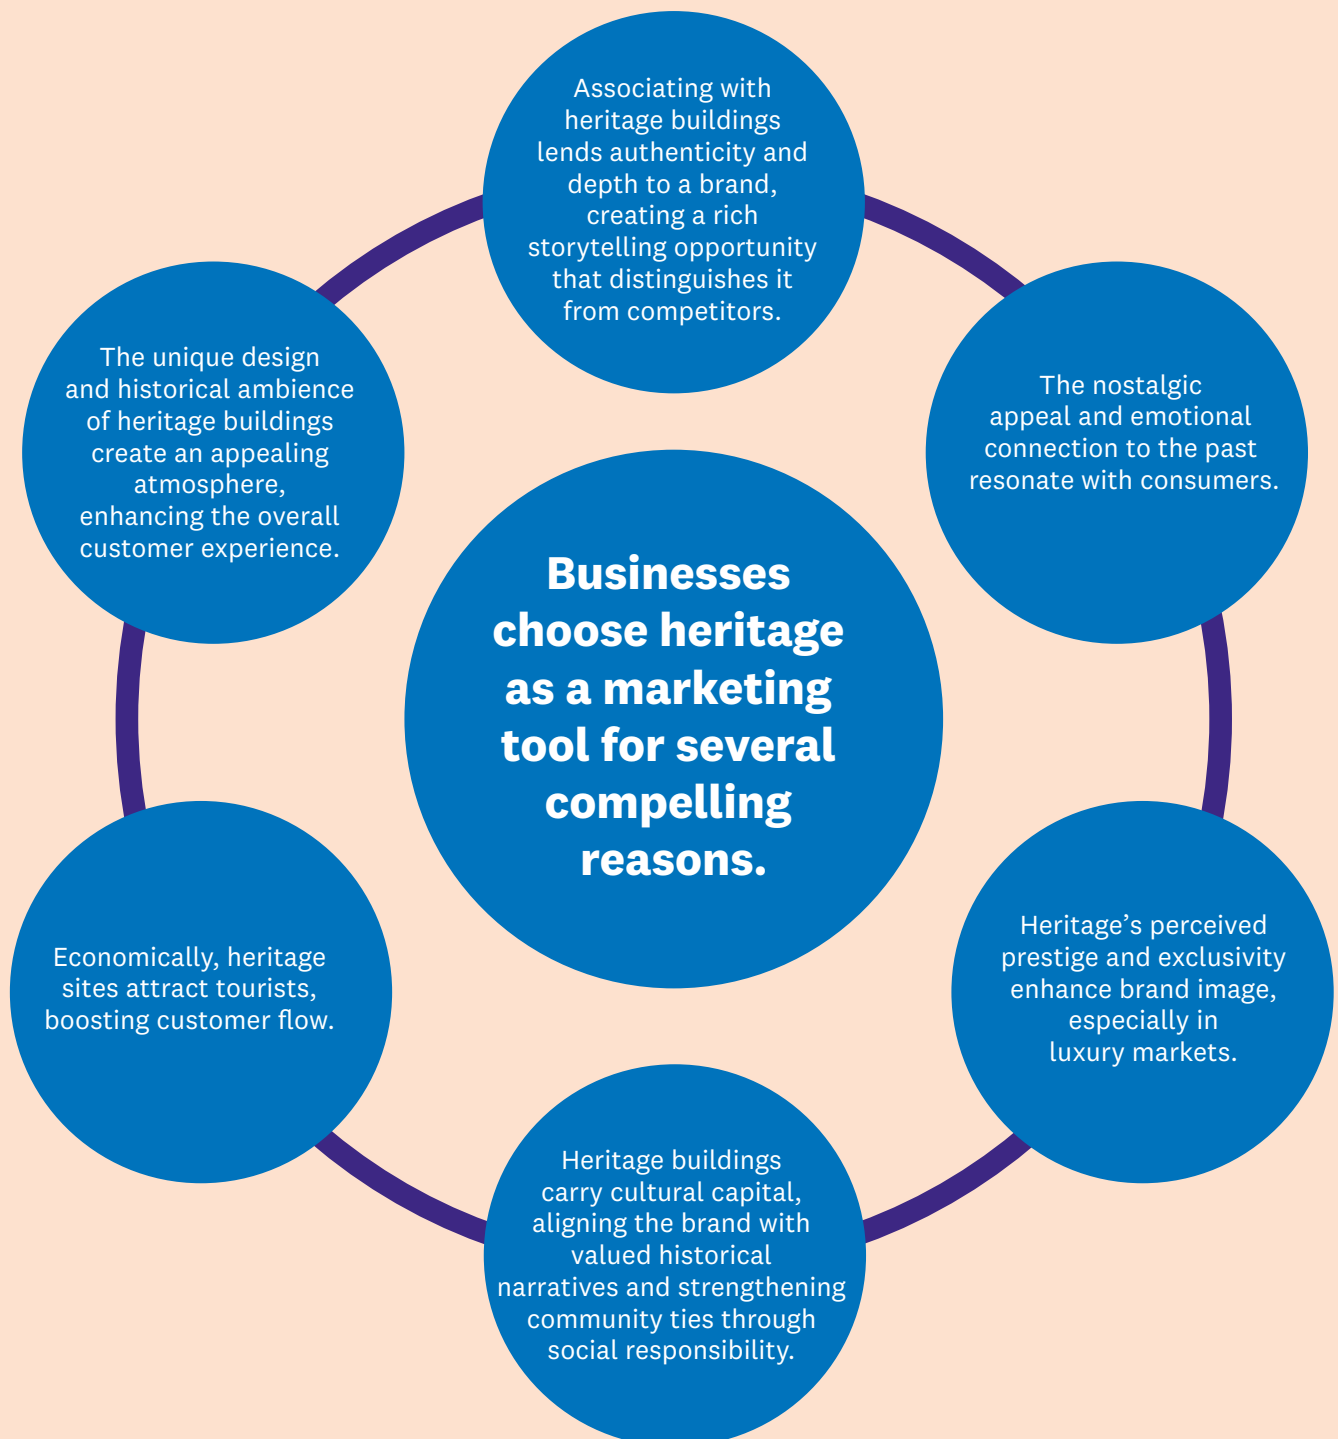 Associating with
heritage buildings
lends authenticity and
depth to a brand,
creating a rich
storytelling opportunity
that distinguishes it
from competitors.
The nostalgic
appeal and emotional
connection to the past
resonate with consumers.
Heritage’s perceived
prestige and exclusivity
enhance brand image,
especially in
luxury markets.
Heritage buildings
carry cultural capital,
aligning the brand with
valued historical
narratives and strengthening
community ties through
social responsibility.
Economically, heritage
sites attract tourists,
boosting customer flow.
The unique design
and historical ambience
of heritage buildings
create an appealing
atmosphere,
enhancing the overall
customer experience.
Businesses
choose heritage
as a marketing
tool for several
compelling
reasons.